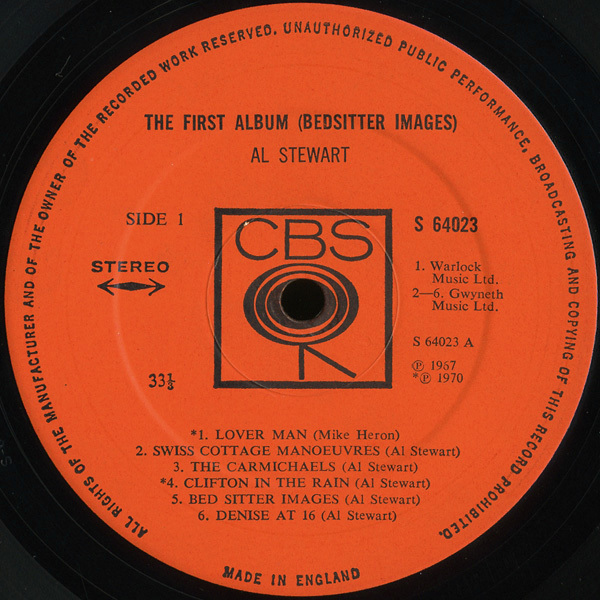 ALL RIGHTS OF THE MANUFACTURER AND OF THE OWNER OF THE RECORDED WORK RESERVED. UNAUTHORIZED PUBLIC PERFORMANCE, BROADCASTING AND COPYING OF THIS RECORD PROHIBITED.
THE FIRST ALBUM (BEDSITTER IMAGES)
AL STEWART
SIDE 1
STEREO
33⅓
CBS
S 64023
1. Warlock
Music Ltd.
2—6. Gwyneth
Music Ltd.
S 64023 A
℗ 1967
*℗ 1970
*1. LOVER MAN (Mike Heron)
2. SWISS COTTAGE MANOEUVRES (Al Stewart)
3. THE CARMICHAELS (Al Stewart)
*4. CLIFTON IN THE RAIN (Al Stewart)
5. BED SITTER IMAGES (Al Stewart)
6. DENISE AT 16 (Al Stewart)
MADE IN ENGLAND